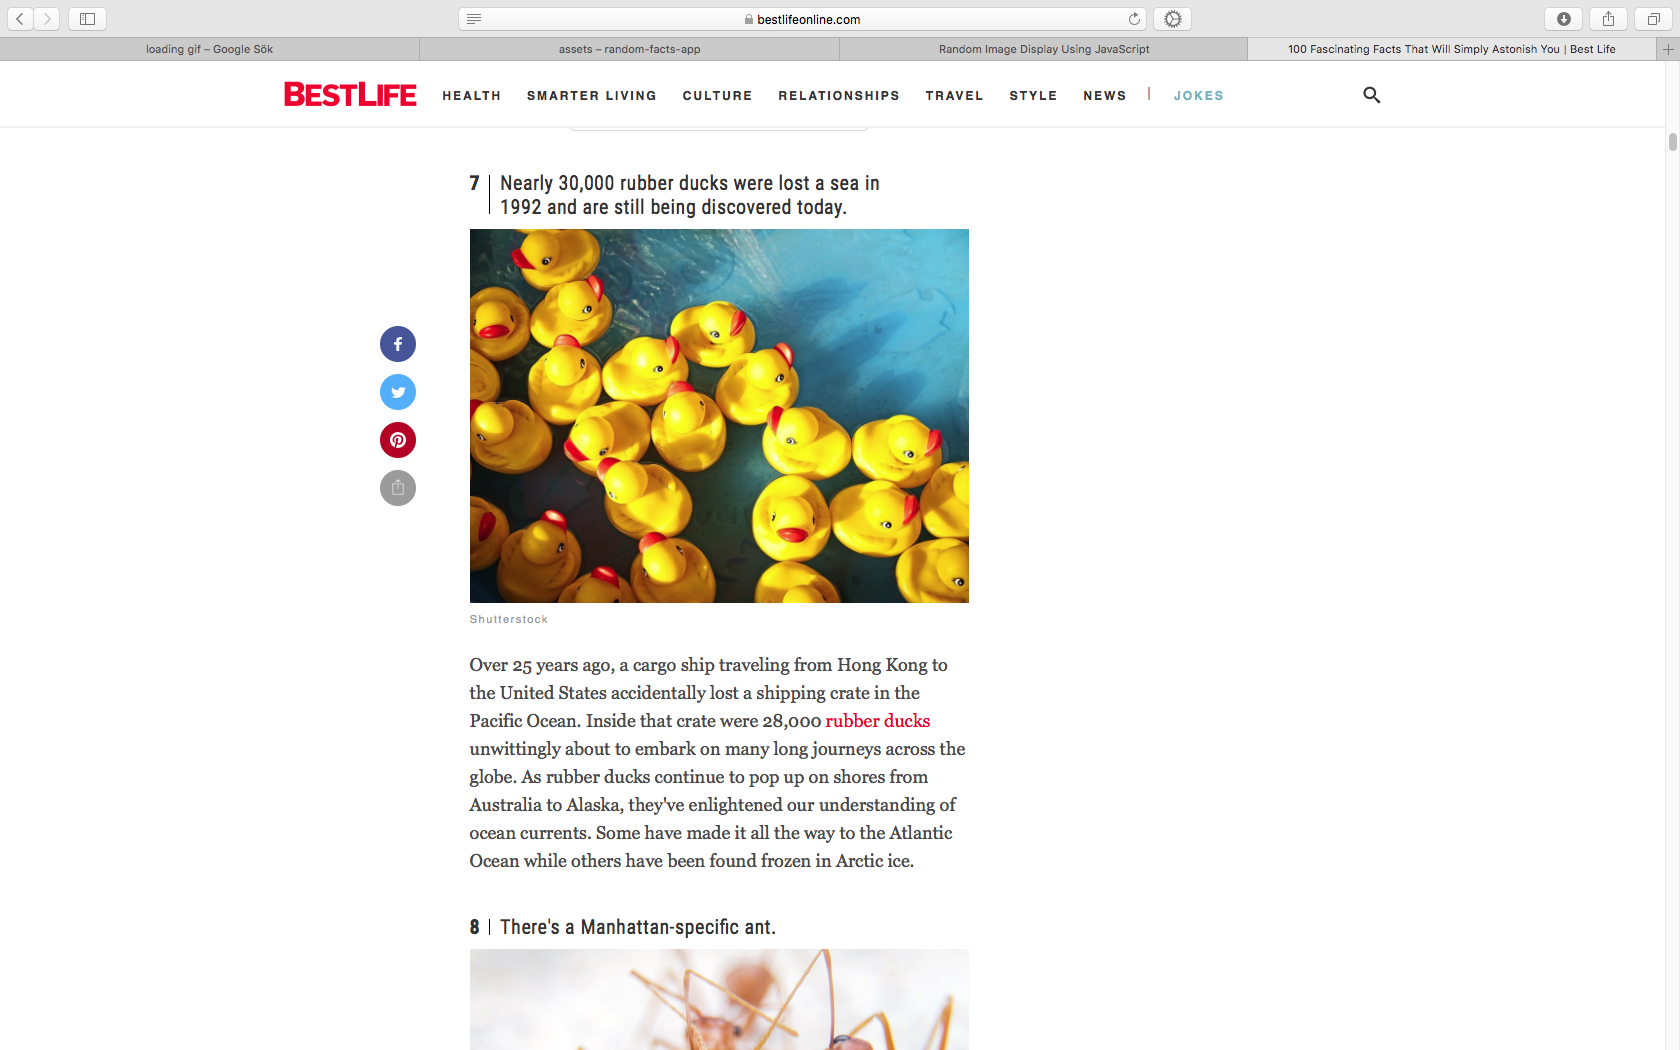 bestlifeonline.com
loading gif – Google Sök
assets – random-facts-app
Random Image Display Using JavaScript
100 Fascinating Facts That Will Simply Astonish You | Best Life
BESTLIFE
HEALTH
SMARTER LIVING
CULTURE
RELATIONSHIPS
TRAVEL
STYLE
NEWS
JOKES
7 Nearly 30,000 rubber ducks were lost a sea in
1992 and are still being discovered today.
Shutterstock
Over 25 years ago, a cargo ship traveling from Hong Kong to
the United States accidentally lost a shipping crate in the
Pacific Ocean. Inside that crate were 28,000 rubber ducks
unwittingly about to embark on many long journeys across the
globe. As rubber ducks continue to pop up on shores from
Australia to Alaska, they've enlightened our understanding of
ocean currents. Some have made it all the way to the Atlantic
Ocean while others have been found frozen in Arctic ice.
8 There's a Manhattan-specific ant.